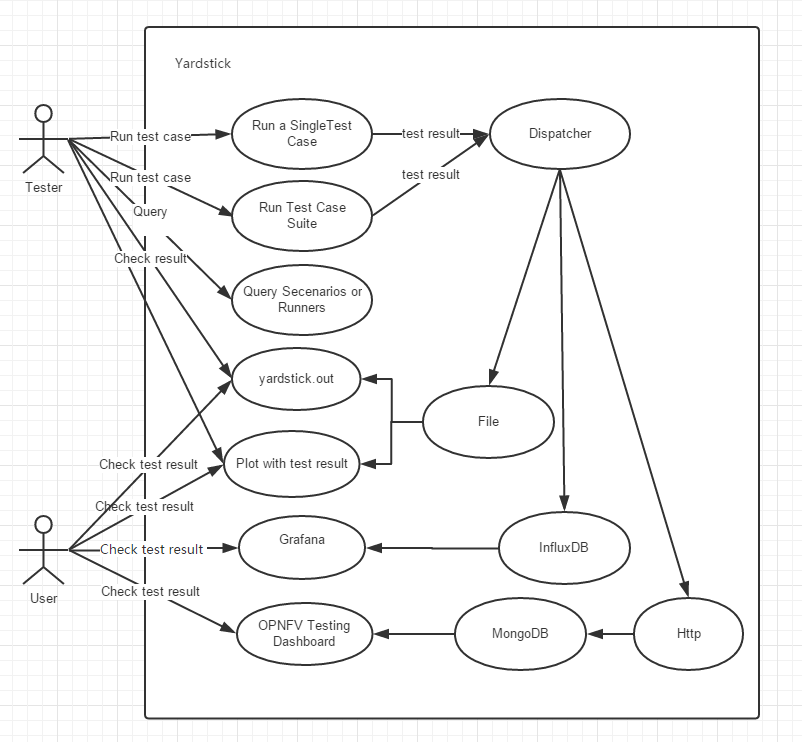 Yardstick
Run a SingleTest
Case
Dispatcher
Run test case
test result
Tester
Run test case
test result
Run Test Case
Suite
Query
Check result
Query Secenarios or
Runners
yardstick.out
File
Check test result
Plot with test result
Check test result
Grafana
Check test result
InfluxDB
User
Check test result
OPNFV Testing
Dashboard
MongoDB
Http